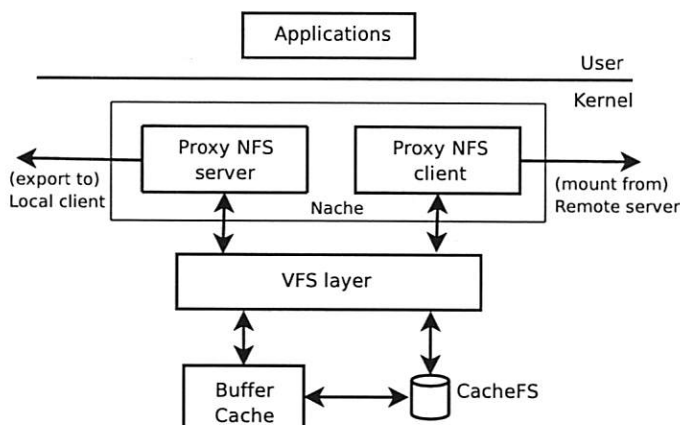 Applications
User
Kernel
Proxy NFS
server
Proxy NFS
client
(export to)
Local client
(mount from)
Remote server
Nache
VFS layer
Buffer
Cache
CacheFS